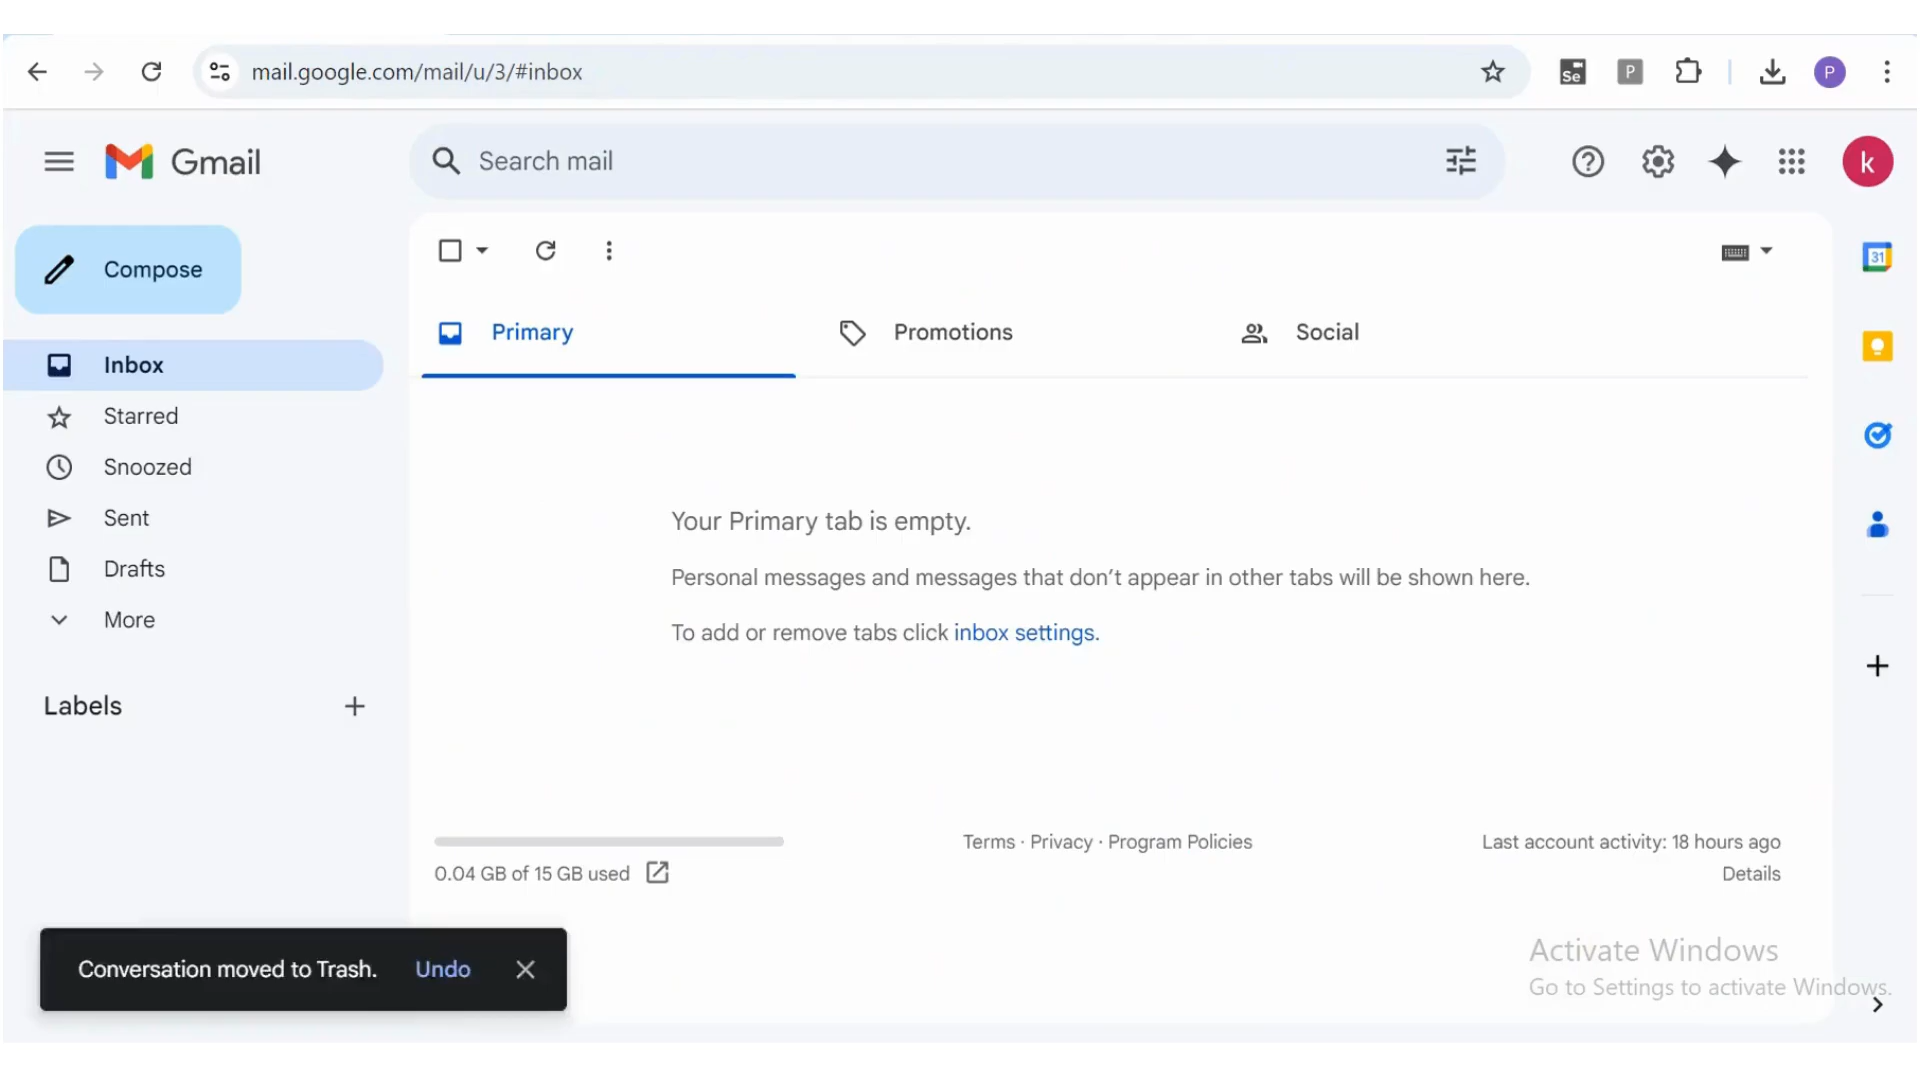 mail.google.com/mail/u/3/#inbox
Se
P
P
Gmail
Search mail
k
Compose
31
Primary
Promotions
Social
Inbox
Starred
Snoozed
Sent
Drafts
More
Your Primary tab is empty.
Personal messages and messages that don’t appear in other tabs will be shown here.
To add or remove tabs click inbox settings.
Labels
Terms · Privacy · Program Policies
Last account activity: 18 hours ago
0.04 GB of 15 GB used
Details
Conversation moved to Trash. Undo
Activate Windows
Go to Settings to activate Windows.